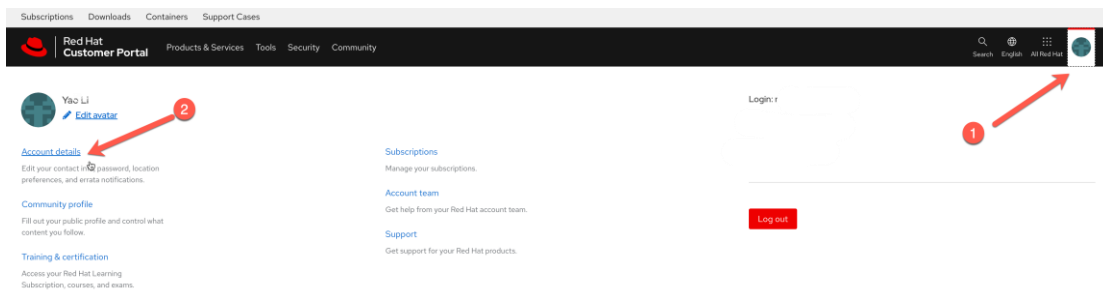 Subscriptions Downloads Containers Support Cases
Red Hat
Customer Portal
Products & Services Tools Security Community
Search English All Red Hat
Yao Li
Edit avatar
2
Login: r
1
Account details
Edit your contact info, password, location
preferences, and errata notifications.
Community profile
Fill out your public profile and control what
content you follow.
Training & certification
Access your Red Hat Learning
Subscription, courses, and exams.
Subscriptions
Manage your subscriptions.
Account team
Get help from your Red Hat account team.
Support
Get support for your Red Hat products.
Log out